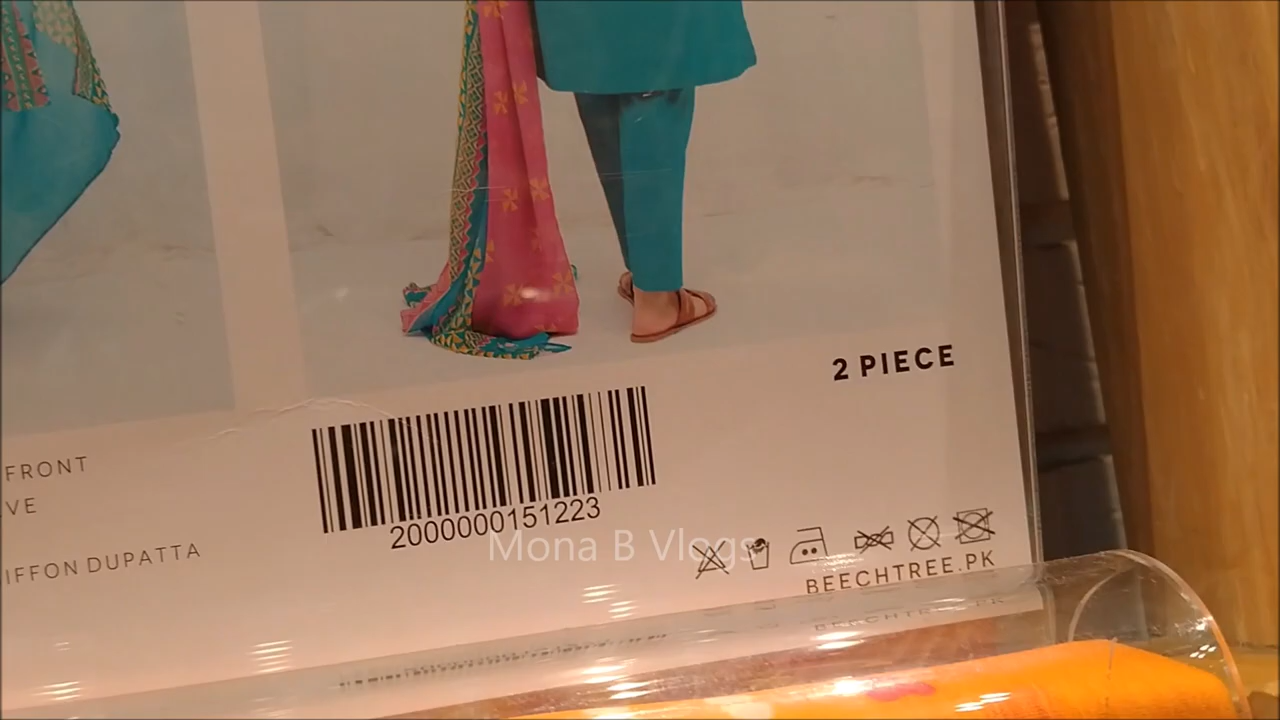 2 PIECE
FRONT
VE
IFFON DUPATTA
2000000151223
Mona B Vlogs
BEECHTREE.PK